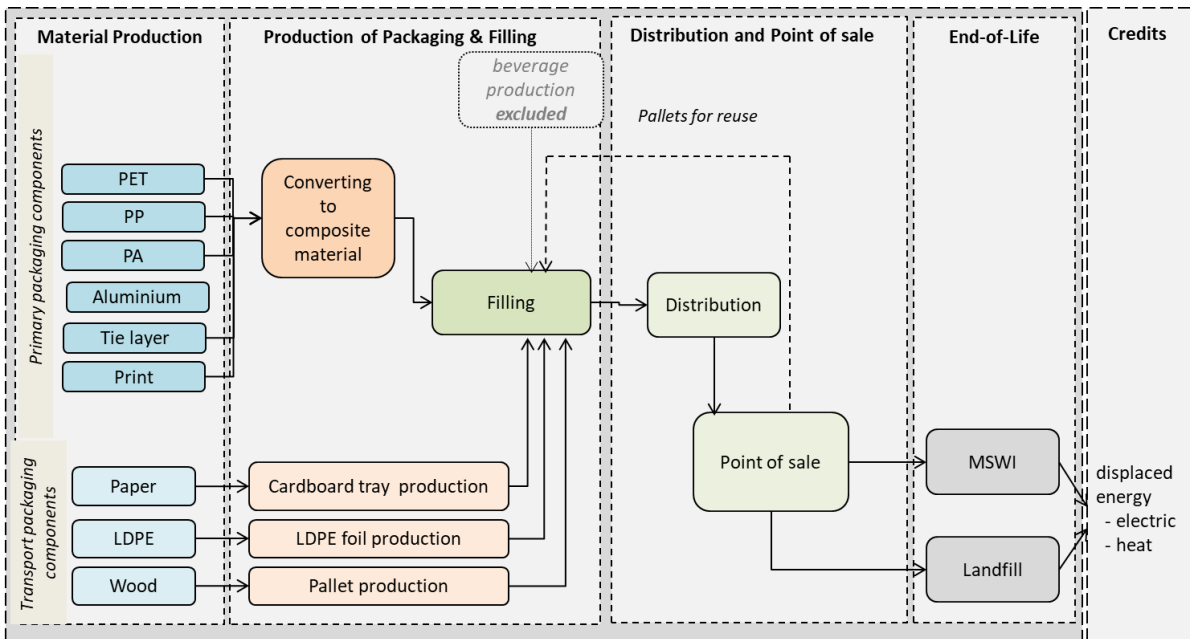 Material Production
Production of Packaging & Filling
Distribution and Point of sale
End-of-Life
Credits
beverage
production
excluded
Pallets for reuse
Primary packaging components
PET
PP
PA
Aluminium
Tie layer
Print
Converting
to
composite
material
Filling
Distribution
Point of sale
Transport packaging
components
Paper
LDPE
Wood
Cardboard tray production
LDPE foil production
Pallet production
MSWI
Landfill
displaced
energy
- electric
- heat